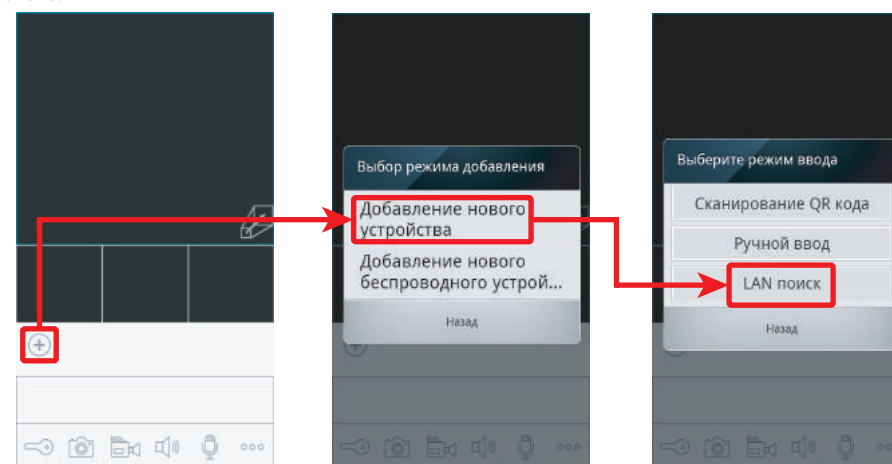 Выбор режима добавления
Добавление нового
устройства
Добавление нового
беспроводного устрой...
Назад
Выберите режим ввода
Сканирование QR кода
Ручной ввод
LAN поиск
Назад